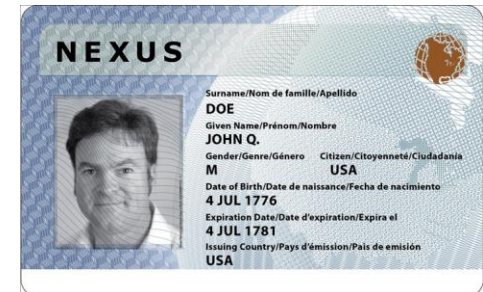 NEXUS
Surname/Nom de famille/Apellido
DOE
Given Name/Prénom/Nombre
JOHN Q.
Gender/Genre/Género Citizen/Citoyenneté/Ciudadania
M USA
Date of Birth/Date de naissance/Fecha de nacimiento
4 JUL 1776
Expiration Date/Date d'expiration/Expira el
4 JUL 1781
Issuing Country/Pays d'émission/Pais de emisión
USA